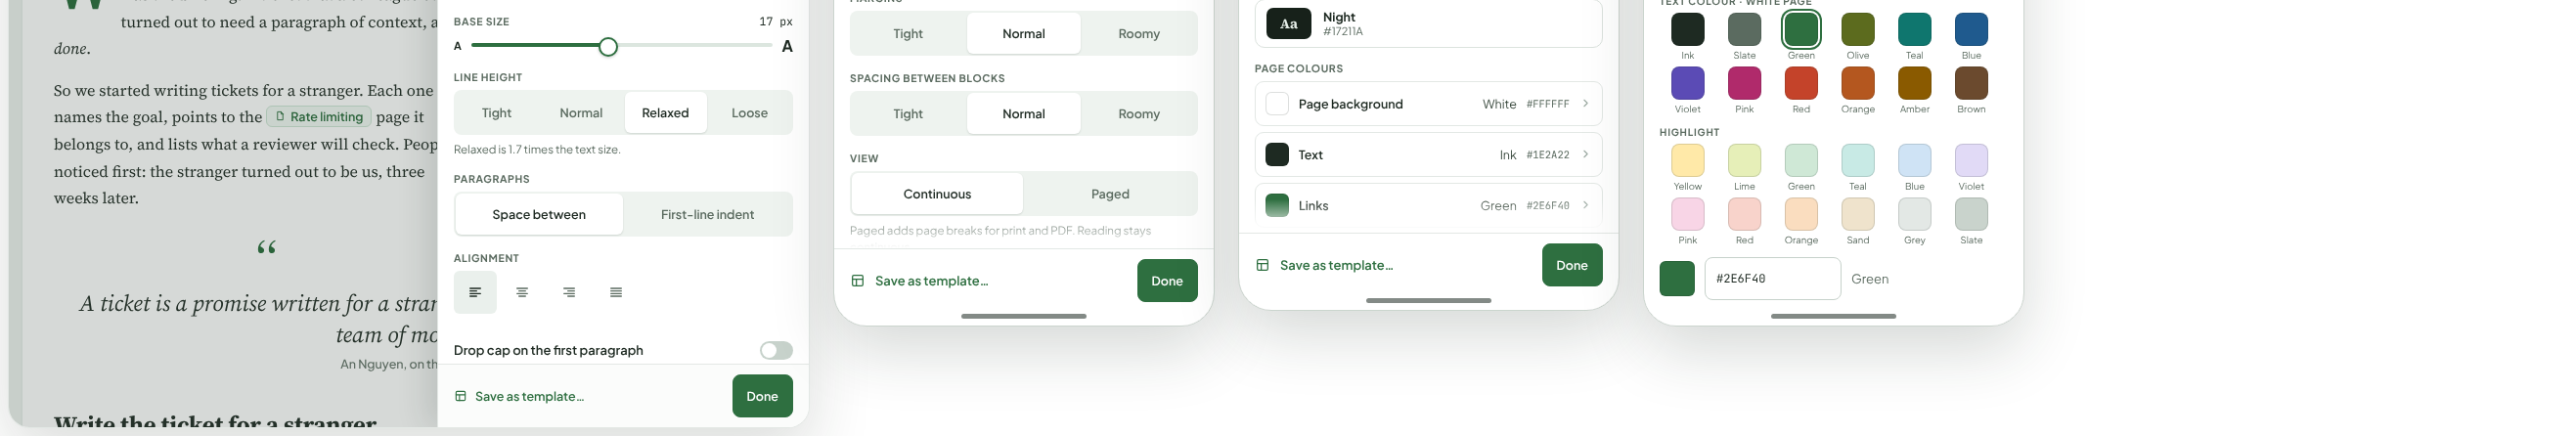 turned out to need a paragraph of context, a
done.
So we started writing tickets for a stranger. Each one
names the goal, points to the Rate limiting page it
belongs to, and lists what a reviewer will check. Peop
noticed first: the stranger turned out to be us, three
weeks later.
“
A ticket is a promise written for a stran
team of mo
An Nguyen, on th
Write the ticket for a stranger
BASE SIZE 17 px
A A
LINE HEIGHT
Tight Normal Relaxed Loose
Relaxed is 1.7 times the text size.
PARAGRAPHS
Space between First-line indent
ALIGNMENT
Drop cap on the first paragraph
Save as template… Done
Tight Normal Roomy
SPACING BETWEEN BLOCKS
Tight Normal Roomy
VIEW
Continuous Paged
Paged adds page breaks for print and PDF. Reading stays
Save as template… Done
Aa Night
#17211A
PAGE COLOURS
Page background White #FFFFFF
Text Ink #1E2A22
Links Green #2E6F40
Save as template… Done
TEXT COLOUR · WHITE PAGE
Ink Slate Green Olive Teal Blue
Violet Pink Red Orange Amber Brown
HIGHLIGHT
Yellow Lime Green Teal Blue Violet
Pink Red Orange Sand Grey Slate
#2E6F40 Green